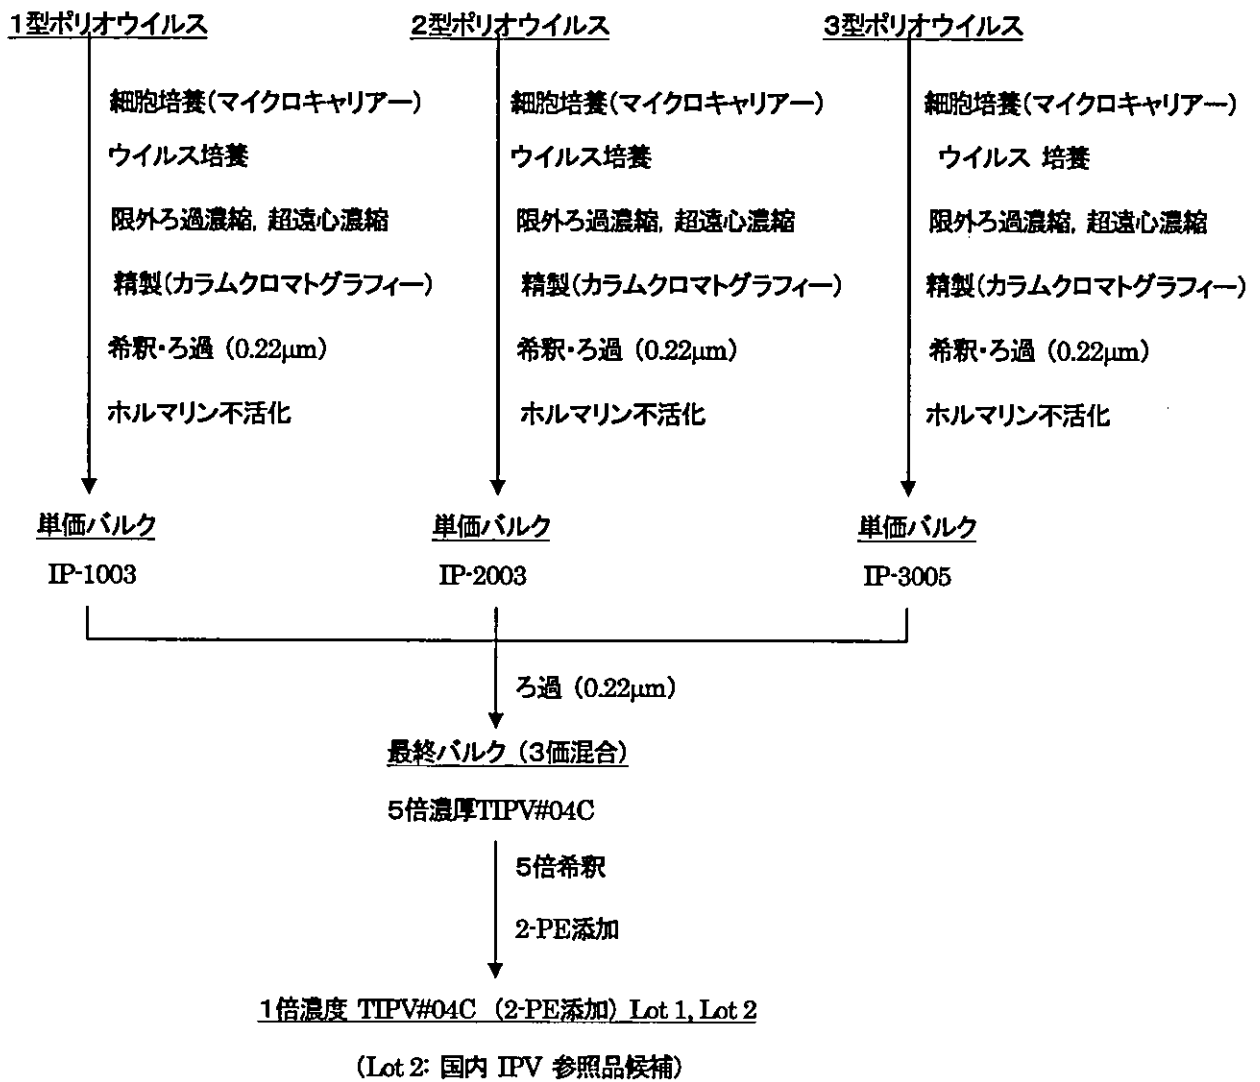 1型ポリオウイルス
2型ポリオウイルス
3型ポリオウイルス
細胞培養(マイクロキャリアー)
細胞培養(マイクロキャリアー)
細胞培養(マイクロキャリアー)
ウイルス培養
ウイルス培養
ウイルス 培養
限外ろ過濃縮, 超遠心濃縮
限外ろ過濃縮, 超遠心濃縮
限外ろ過濃縮, 超遠心濃縮
精製(カラムクロマトグラフィー)
精製(カラムクロマトグラフィー)
精製(カラムクロマトグラフィー)
希釈・ろ過 (0.22μm)
希釈・ろ過 (0.22μm)
希釈・ろ過 (0.22μm)
ホルマリン不活化
ホルマリン不活化
ホルマリン不活化
単価バルク
単価バルク
単価バルク
IP-1003
IP-2003
IP-3005
ろ過 (0.22μm)
最終バルク (3価混合)
5倍濃厚TIPV#04C
5倍希釈
2-PE添加
1倍濃度 TIPV#04C (2-PE添加) Lot 1, Lot 2
(Lot 2: 国内 IPV 参照品候補)